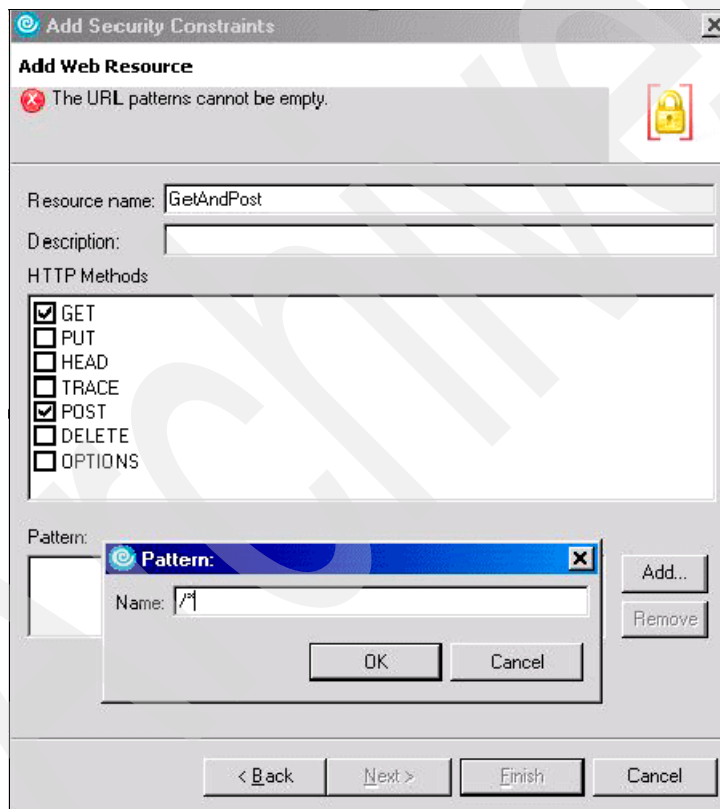 Add Security Constraints
Add Web Resource
The URL patterns cannot be empty.
Resource name: GetAndPost
Description:
HTTP Methods
GET
PUT
HEAD
TRACE
POST
DELETE
OPTIONS
Pattern:
Pattern:
Name: /*
Add...
Remove
OK Cancel
< Back Next > Finish Cancel